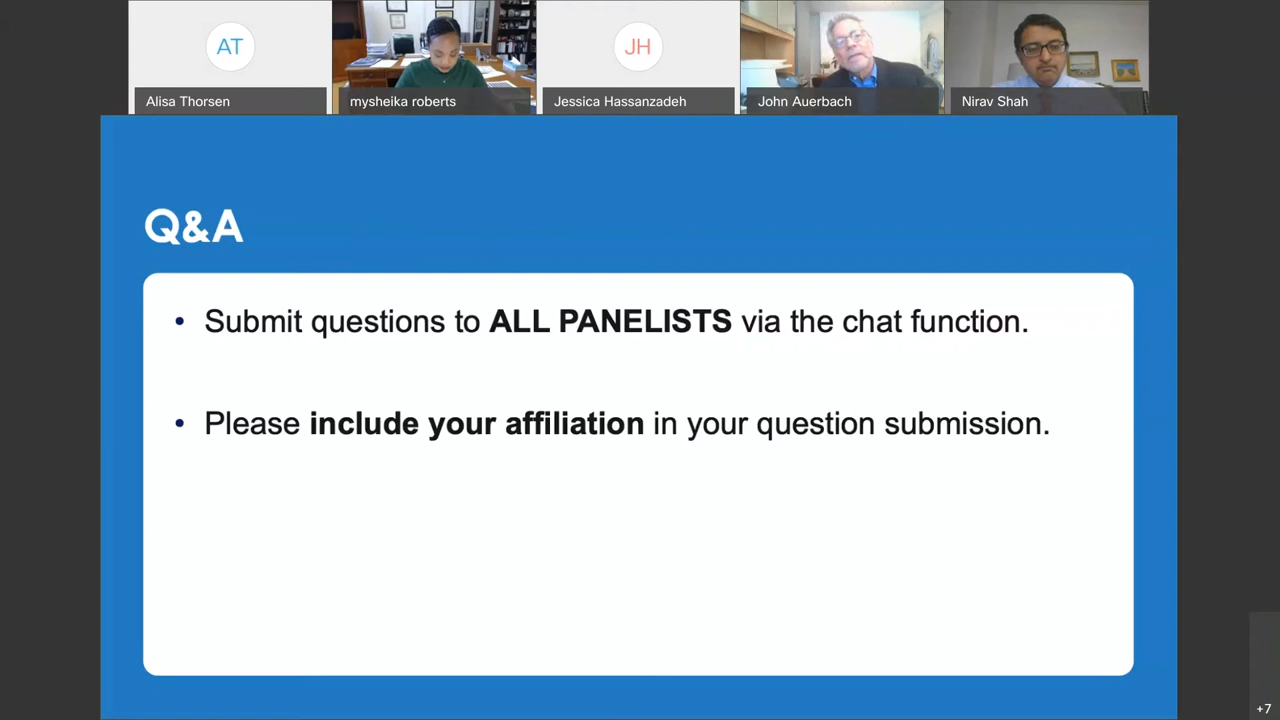 AT
JH
Alisa Thorsen
mysheika roberts
Jessica Hassanzadeh
John Auerbach
Nirav Shah
Q&A
• Submit questions to ALL PANELISTS via the chat function.
• Please include your affiliation in your question submission.
+7